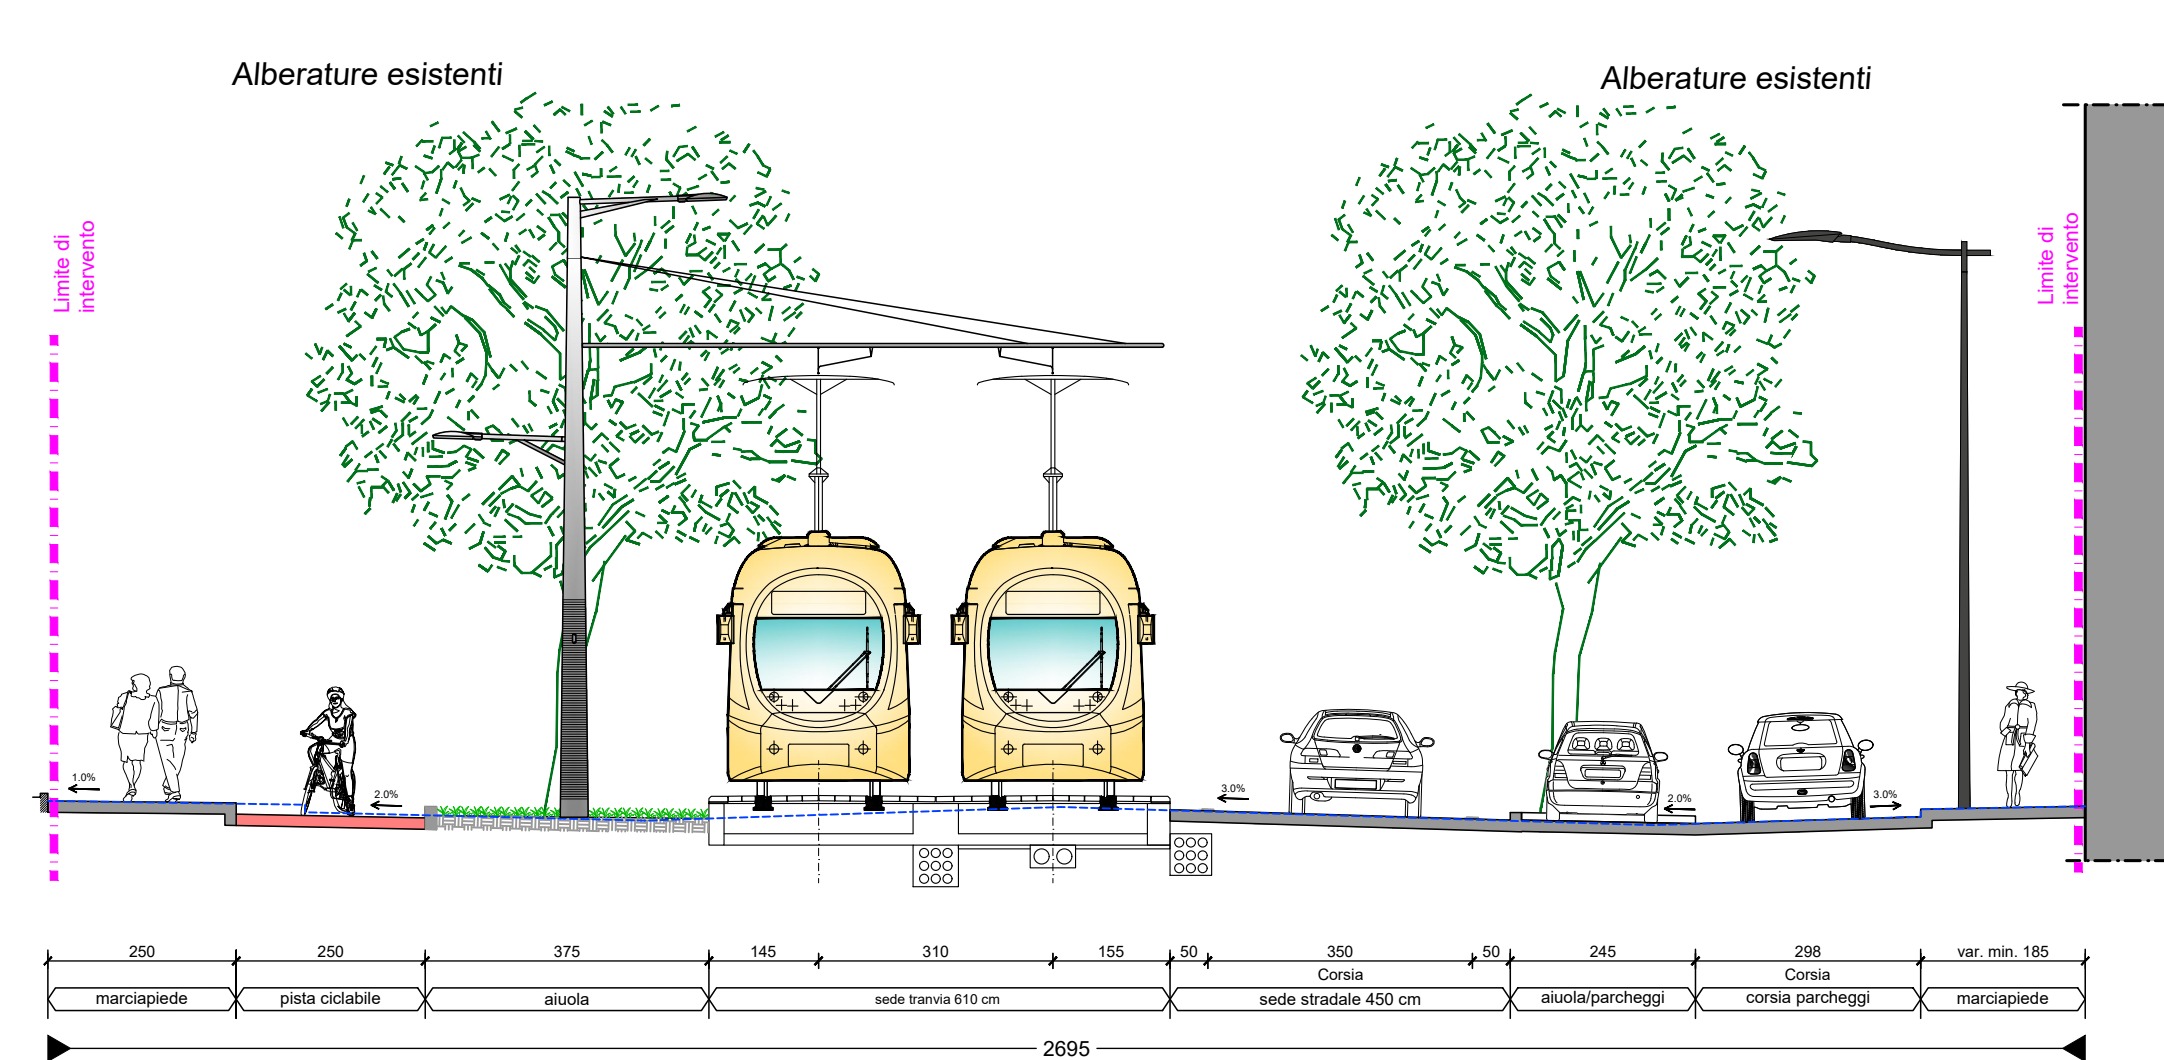 Alberature esistenti
Alberature esistenti
Limite di
intervento
Limite di
intervento
1.0%
2.0%
3.0%
2.0%
3.0%
250
250
375
145
310
155
50
350
50
245
298
var. min. 185
Corsia
Corsia
marciapiede
pista ciclabile
aiuola
sede tranvia 610 cm
sede stradale 450 cm
aiuola/parcheggi
corsia parcheggi
marciapiede
2695